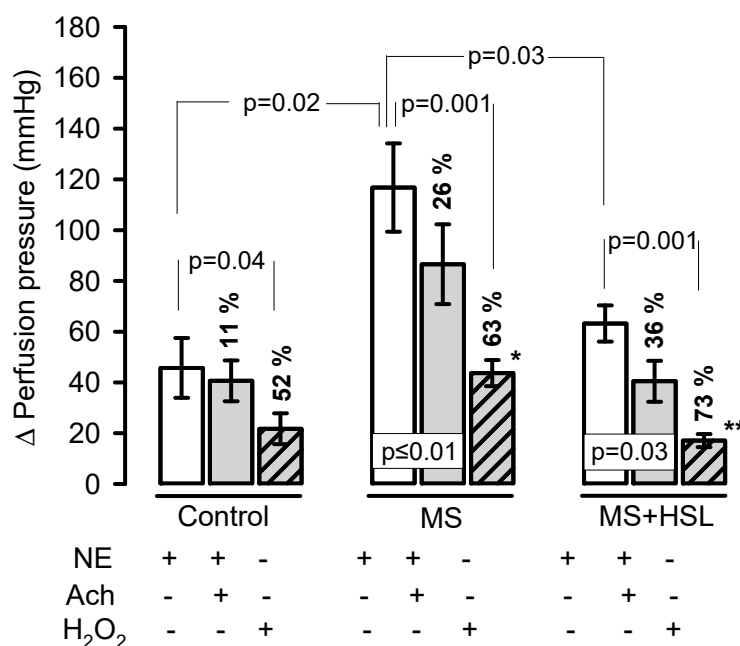 Δ Perfusion pressure (mmHg)
180
160
140
120
100
80
60
40
20
0
p=0.03
p=0.02
p=0.001
p=0.04
p=0.001
11 %
52 %
26 %
63 %
*
36 %
73 %
**
p≤0.01
p=0.03
Control MS MS+HSL
NE + + - + + - + + -
Ach - + - - + - - + -
H₂O₂ - - + - - + - - +